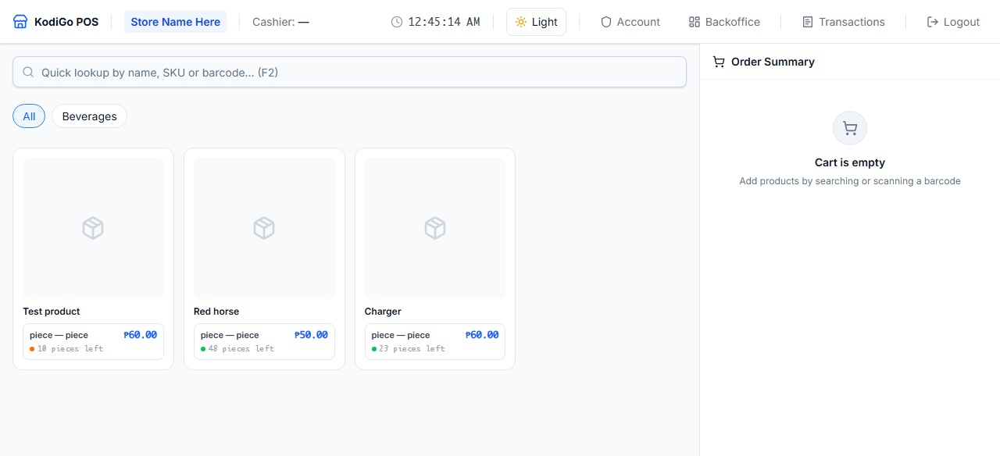 KodiGo POS
Store Name Here
Cashier: —
12:45:14 AM
Light
Account
Backoffice
Transactions
Logout
Quick lookup by name, SKU or barcode... (F2)
All
Beverages
Test product
piece — piece ₱60.00
10 pieces left
Red horse
piece — piece ₱50.00
48 pieces left
Charger
piece — piece ₱60.00
23 pieces left
Order Summary
Cart is empty
Add products by searching or scanning a barcode